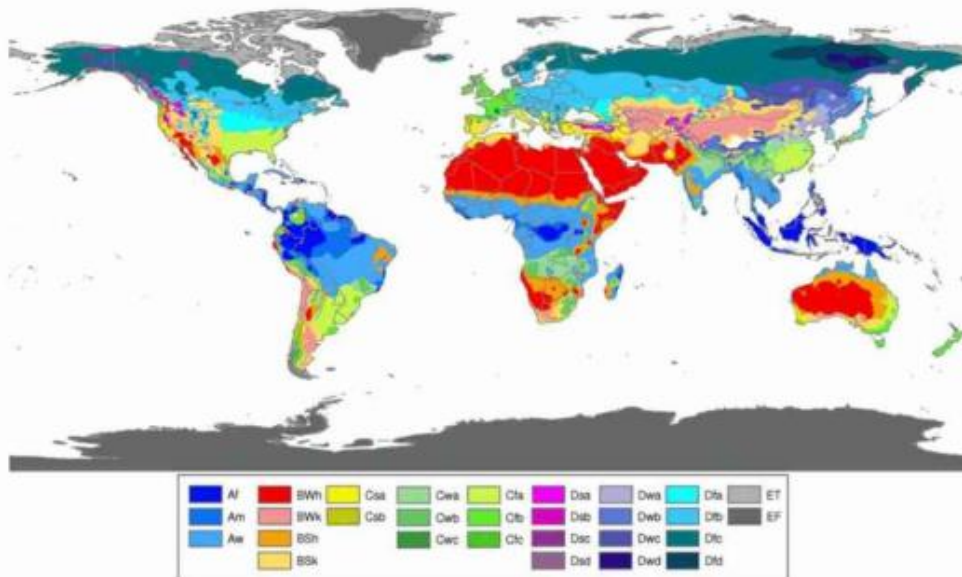 Af BWh Csa Cwa Cfa Dsa Dwa Dfa ET
Am BWk Csb Cwb Cfb Dsb Dwb Dfb EF
Aw BSh Cwc Cfc Dsc Dwc Dfc
BSk Dsd Dwd Dfd